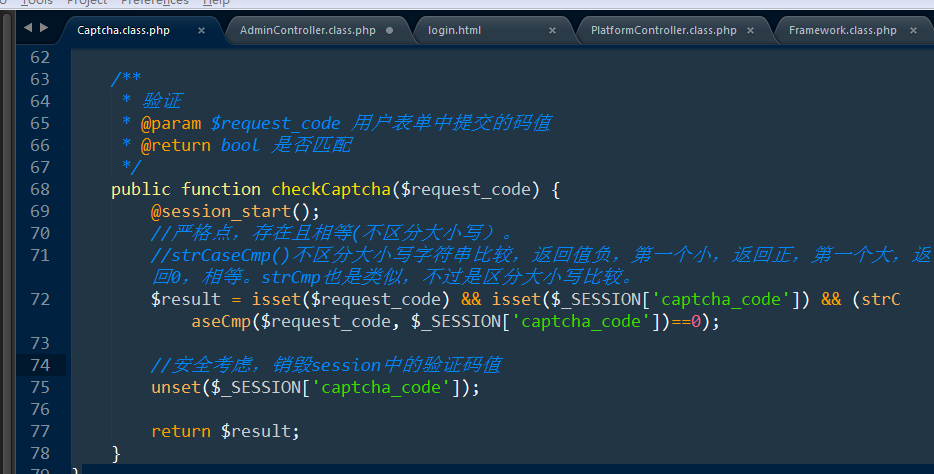 Tools Project Preferences Help
Captcha.class.php × AdminController.class.php login.html × PlatformController.class.php × Framework.class.php ×
62
63 /**
64 * 验证
65 * @param $request_code 用户表单中提交的码值
66 * @return bool 是否匹配
67 */
68 public function checkCaptcha($request_code) {
69 @session_start();
70 //严格点，存在且相等(不区分大小写）。
71 //strCaseCmp()不区分大小写字符串比较，返回值负，第一个小，返回正，第一个大，返
回0，相等。strCmp也是类似，不过是区分大小写比较。
72 $result = isset($request_code) && isset($_SESSION['captcha_code']) && (strC
aseCmp($request_code, $_SESSION['captcha_code'])==0);
73
74 //安全考虑，销毁session中的验证码值
75 unset($_SESSION['captcha_code']);
76
77 return $result;
78 }
79 }